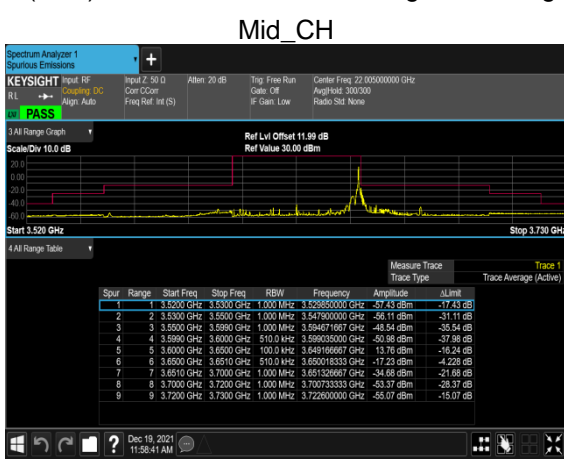 Mid_CH
Spectrum Analyzer 1
Spurious Emissions
KEYSIGHT Input: RF Input Z: 50 Ω Atten: 20 dB Trig: Free Run Center Freq: 22.005000000 GHz
RL Coupling: DC Corr CCorr Gate: Off Avg|Hold: 300/300
Align: Auto Freq Ref: Int (S) IF Gain: Low Radio Std: None
PASS
3 All Range Graph
Ref Lvl Offset 11.99 dB
Scale/Div 10.0 dB Ref Value 30.00 dBm
20.0
0.00
-20.0
-40.0
-60.0
Start 3.520 GHz Stop 3.730 GHz
4 All Range Table
Measure Trace Trace 1
Trace Type Trace Average (Active)
Spur Range Start Freq Stop Freq RBW Frequency Amplitude ΔLimit
1 1 3.5200 GHz 3.5300 GHz 1.000 MHz 3.529850000 GHz -57.43 dBm -17.43 dB
2 2 3.5300 GHz 3.5500 GHz 1.000 MHz 3.547900000 GHz -56.11 dBm -31.11 dB
3 3 3.5500 GHz 3.5990 GHz 1.000 MHz 3.594671667 GHz -48.54 dBm -35.54 dB
4 4 3.5990 GHz 3.6000 GHz 510.0 kHz 3.599035000 GHz -50.98 dBm -37.98 dB
5 5 3.6000 GHz 3.6500 GHz 100.0 kHz 3.649166667 GHz 13.76 dBm -16.24 dB
6 6 3.6500 GHz 3.6510 GHz 510.0 kHz 3.650018333 GHz -17.23 dBm -4.228 dB
7 7 3.6510 GHz 3.7000 GHz 1.000 MHz 3.651326667 GHz -34.68 dBm -21.68 dB
8 8 3.7000 GHz 3.7200 GHz 1.000 MHz 3.700733333 GHz -53.37 dBm -28.37 dB
9 9 3.7200 GHz 3.7300 GHz 1.000 MHz 3.722600000 GHz -55.07 dBm -15.07 dB
Dec 19, 2021
11:58:41 AM